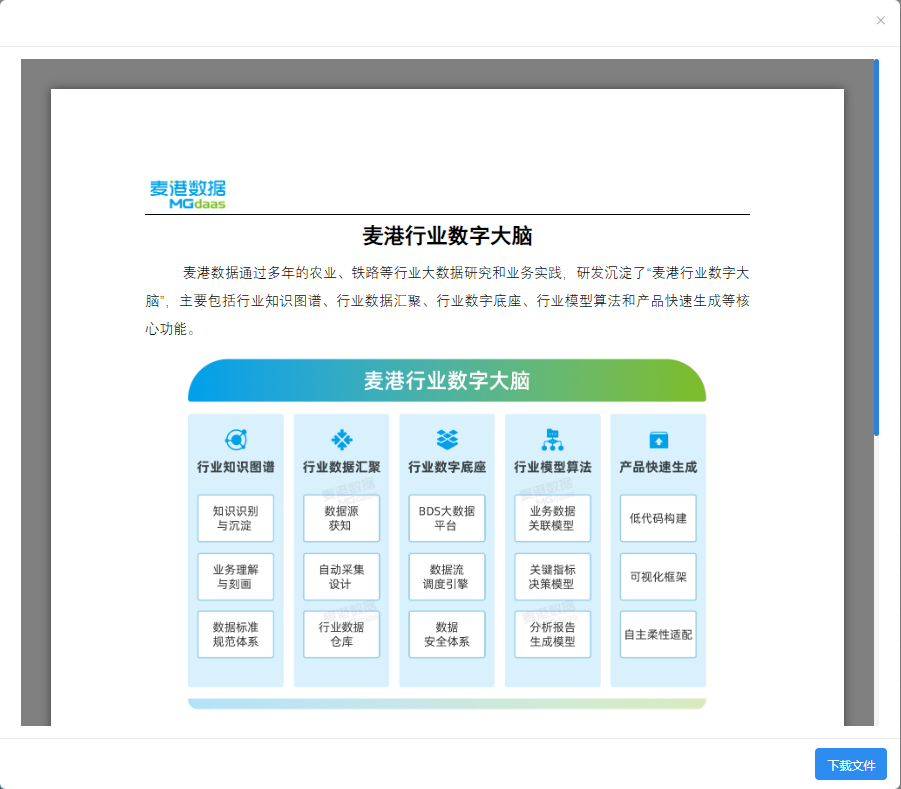 麦港数据
MGdaas
麦港行业数字大脑
麦港数据通过多年的农业、铁路等行业大数据研究和业务实践，研发沉淀了“麦港行业数字大
脑”，主要包括行业知识图谱、行业数据汇聚、行业数字底座、行业模型算法和产品快速生成等核
心功能。
麦港行业数字大脑
行业知识图谱
知识识别
与沉淀
业务理解
与刻画
数据标准
规范体系
行业数据汇聚
数据源
获知
自动采集
设计
行业数据
仓库
行业数字底座
BDS大数据
平台
数据流
调度引擎
数据
安全体系
行业模型算法
业务数据
关联模型
关键指标
决策模型
分析报告
生成模型
产品快速生成
低代码构建
可视化框架
自主柔性适配
下载文件